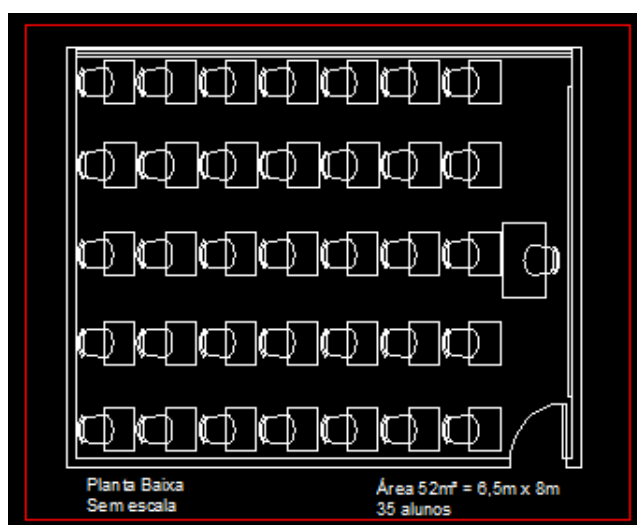 Planta Baixa
Sem escala
Área 52m² = 6,5m x 8m
35 alunos